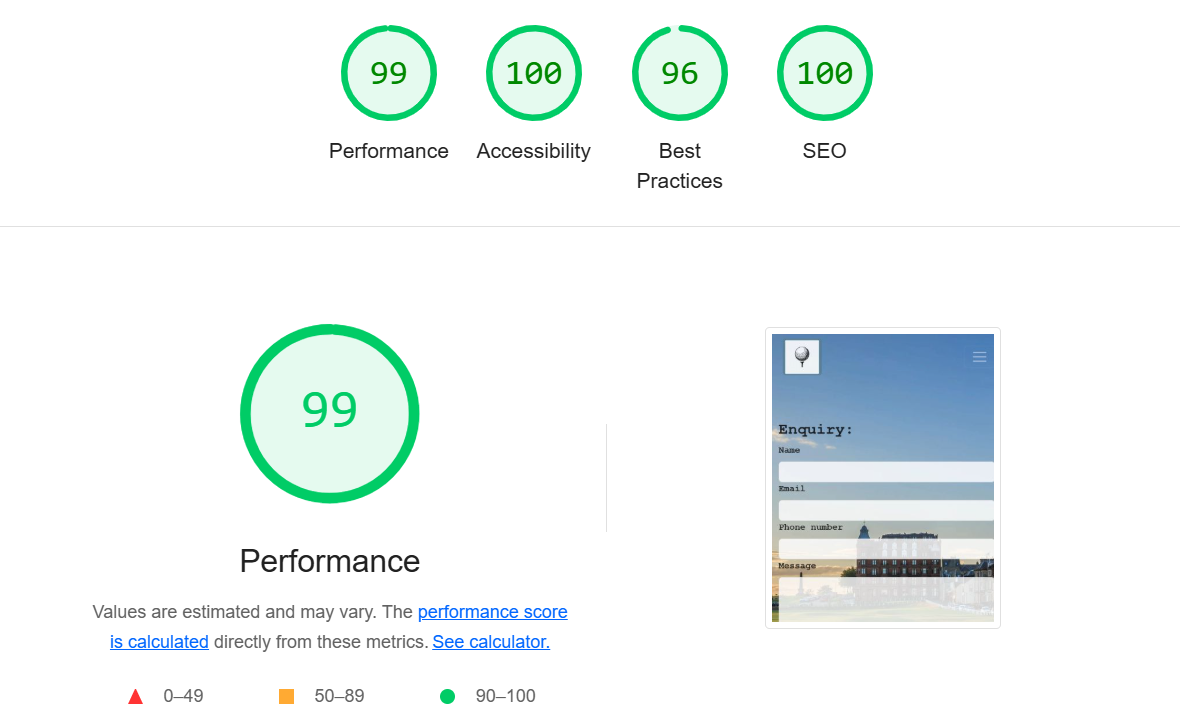 99
100
96
100
Performance
Accessibility
Best
Practices
SEO
99
Performance
Values are estimated and may vary. The performance score
is calculated directly from these metrics. See calculator.
0–49
50–89
90–100
Enquiry:
Name
Email
Phone number
Message